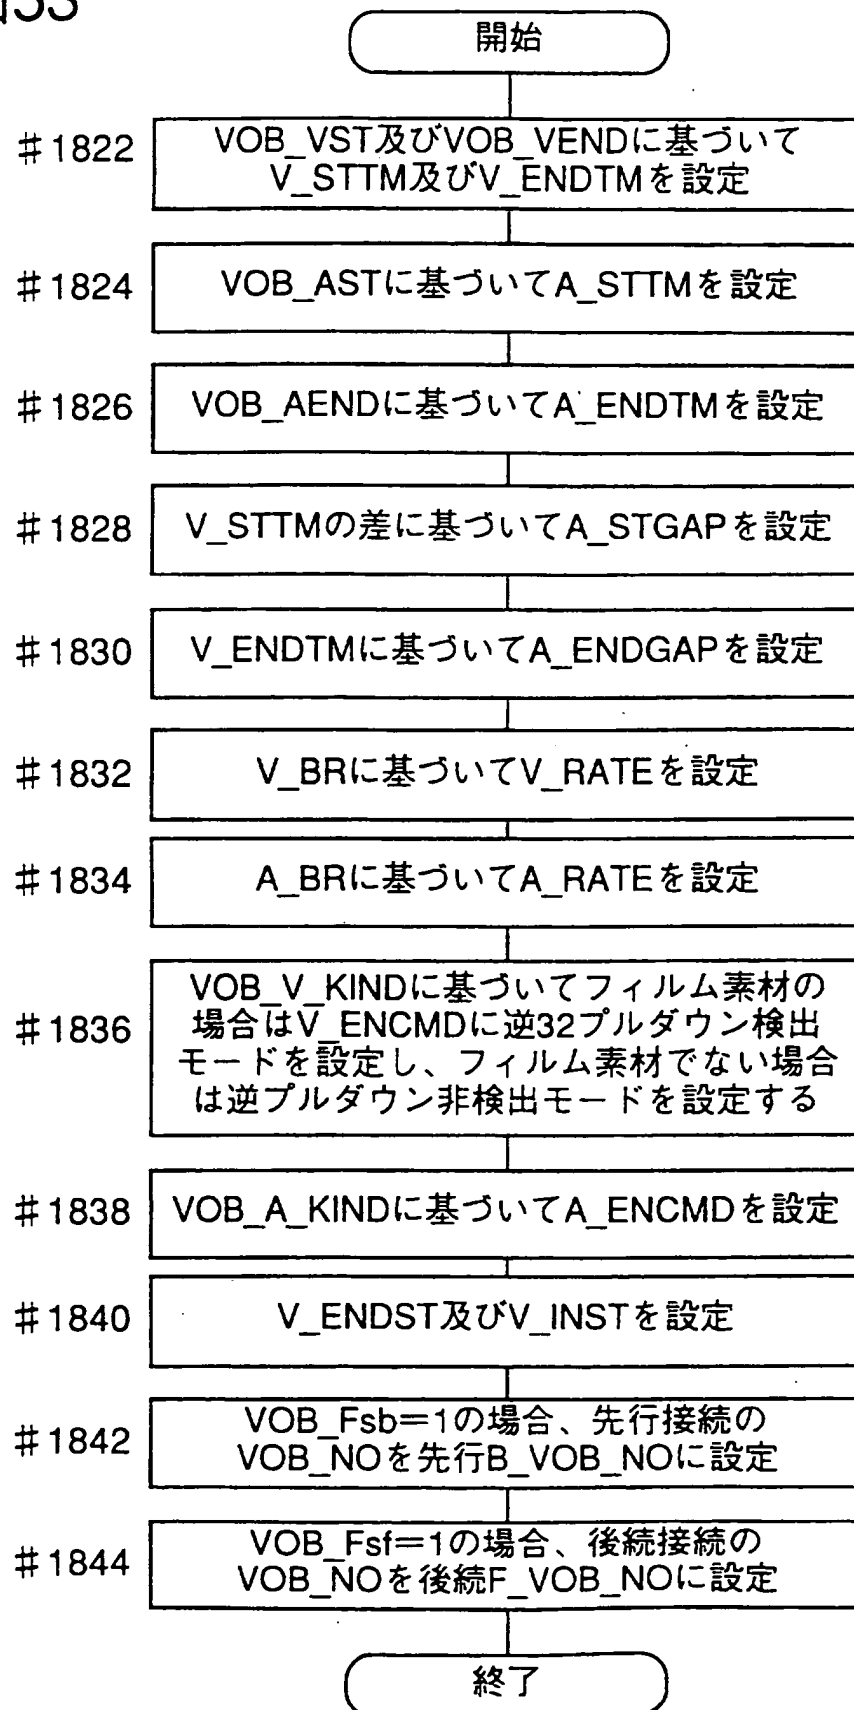 53
開始
#1822
VOB_VST及びVOB_VENDに基づいて
V_STTM及びV_ENDTMを設定
#1824
VOB_ASTに基づいてA_STTMを設定
#1826
VOB_AENDに基づいてA_ENDTMを設定
#1828
V_STTMの差に基づいてA_STGAPを設定
#1830
V_ENDTMに基づいてA_ENDGAPを設定
#1832
V_BRに基づいてV_RATEを設定
#1834
A_BRに基づいてA_RATEを設定
#1836
VOB_V_KINDに基づいてフィルム素材の
場合はV_ENCMDに逆32プルダウン検出
モードを設定し、フィルム素材でない場合
は逆プルダウン非検出モードを設定する
#1838
VOB_A_KINDに基づいてA_ENCMDを設定
#1840
V_ENDST及びV_INSTを設定
#1842
VOB_Fsb=1の場合、先行接続の
VOB_NOを先行B_VOB_NOに設定
#1844
VOB_Fsf=1の場合、後続接続の
VOB_NOを後続F_VOB_NOに設定
終了